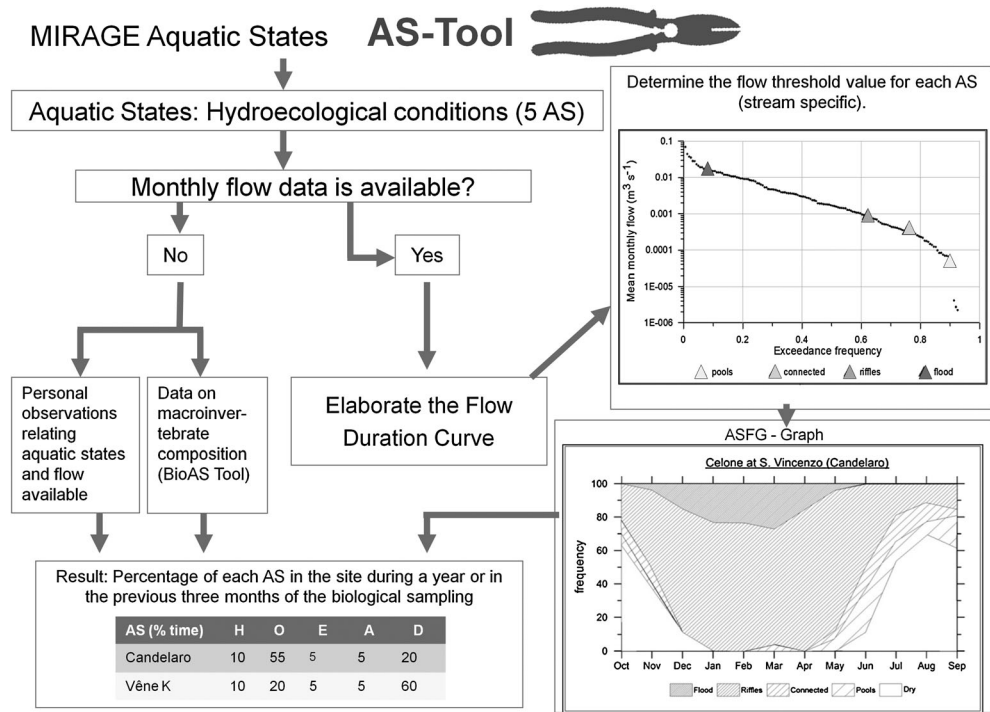 MIRAGE Aquatic States
AS-Tool
Aquatic States: Hydroecological conditions (5 AS)
Monthly flow data is available?
No
Yes
Personal
observations
relating
aquatic states
and flow
available
Data on
macroinver-
tebrate
composition
(BioAS Tool)
Elaborate the Flow
Duration Curve
Determine the flow threshold value for each AS
(stream specific).
Mean monthly flow (m³ s⁻¹)
0.1
0.01
0.001
0.0001
1E-005
1E-006
0 0.2 0.4 0.6 0.8 1
Exceedance frequency
pools connected riffles flood
ASFG - Graph
Celone at S. Vincenzo (Candelaro)
frequency
100
80
60
40
20
0
Oct Nov Dec Jan Feb Mar Apr May Jun Jul Aug Sep
Flood Riffles Connected Pools Dry
Result: Percentage of each AS in the site during a year or in
the previous three months of the biological sampling
AS (% time) H O E A D
Candelaro 10 55 5 5 20
Vêne K 10 20 5 5 60